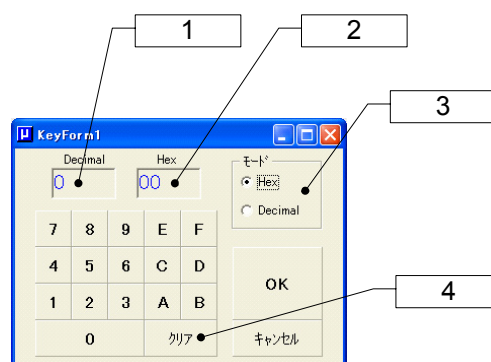 1
2
3
μ KeyForm1
Decimal
Hex
ﾓｰﾄﾞ
0
00
Hex
Decimal
7 8 9 E F
4 5 6 C D
OK
4
1 2 3 A B
0 ｸﾘｱ
ｷｬﾝｾﾙ